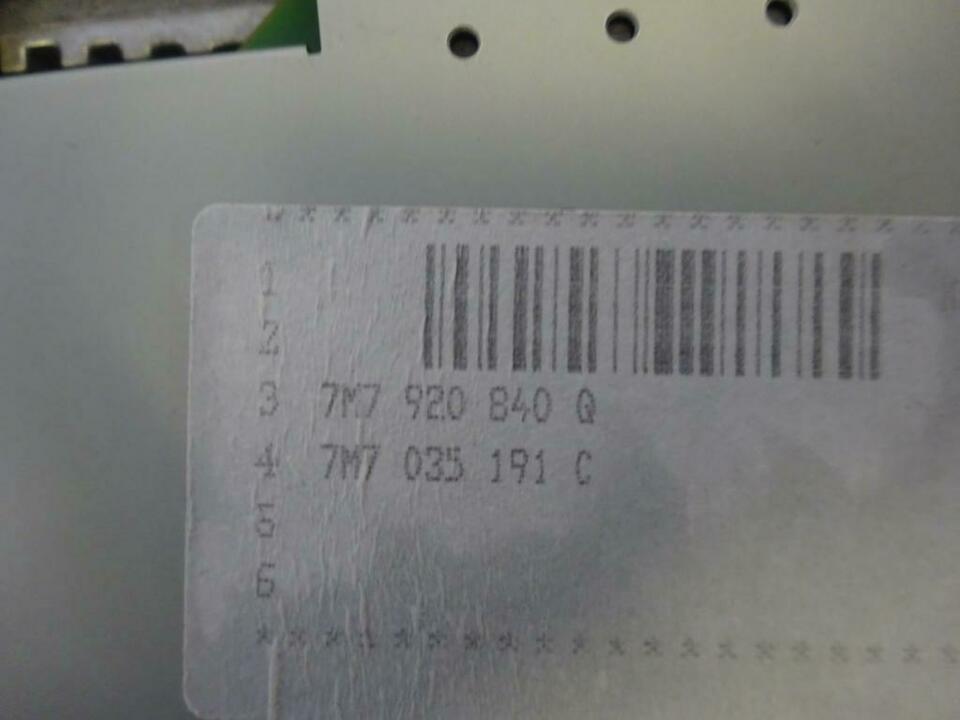 * * * * * * * * * * * * * * * * * * *
1
2
3 7M7 920 840 Q
4 7M7 035 191 C
5
6
* * * * * * * * * * * * * * * * * * * *